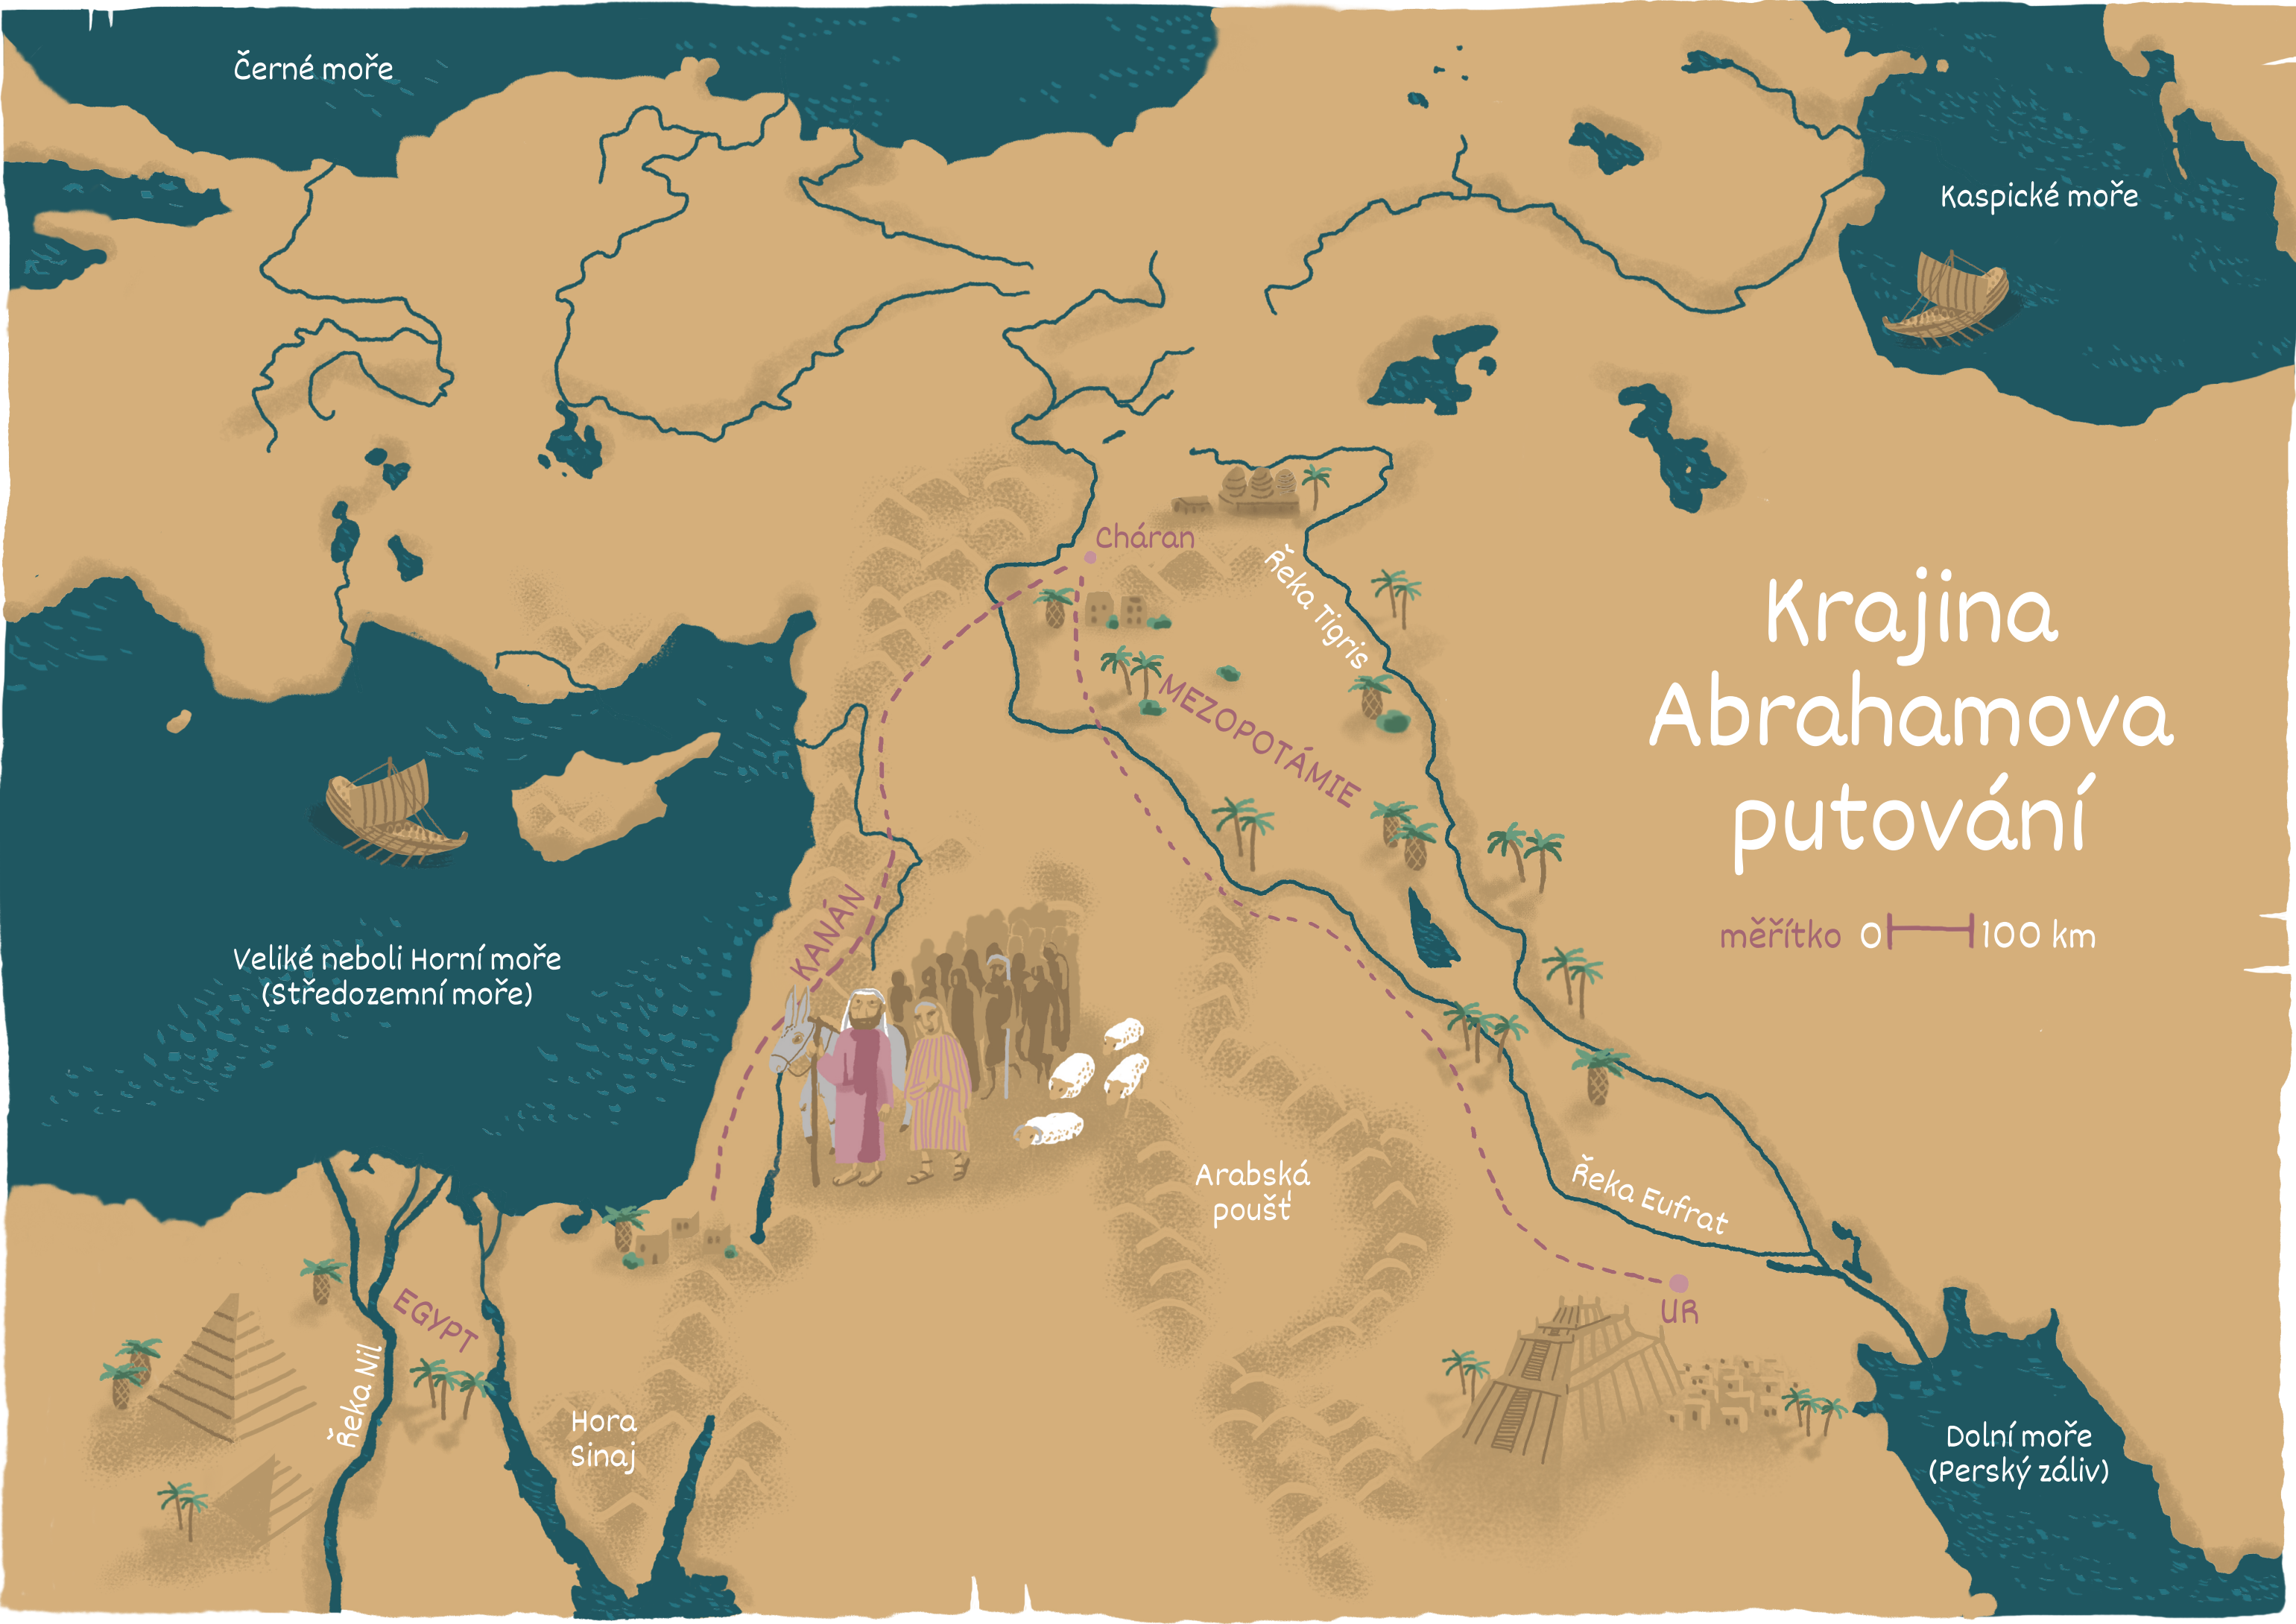 Černé moře
Kaspické moře
Cháran
Řeka Tigris
MEZOPOTÁMIE
Krajina
Abrahamova
putování
měřítko 0 100 km
KANÁN
Veliké neboli Horní moře
(Středozemní moře)
Arabská
poušť
Řeka Eufrat
UR
EGYPT
Řeka Nil
Hora
Sinaj
Dolní moře
(Perský záliv)